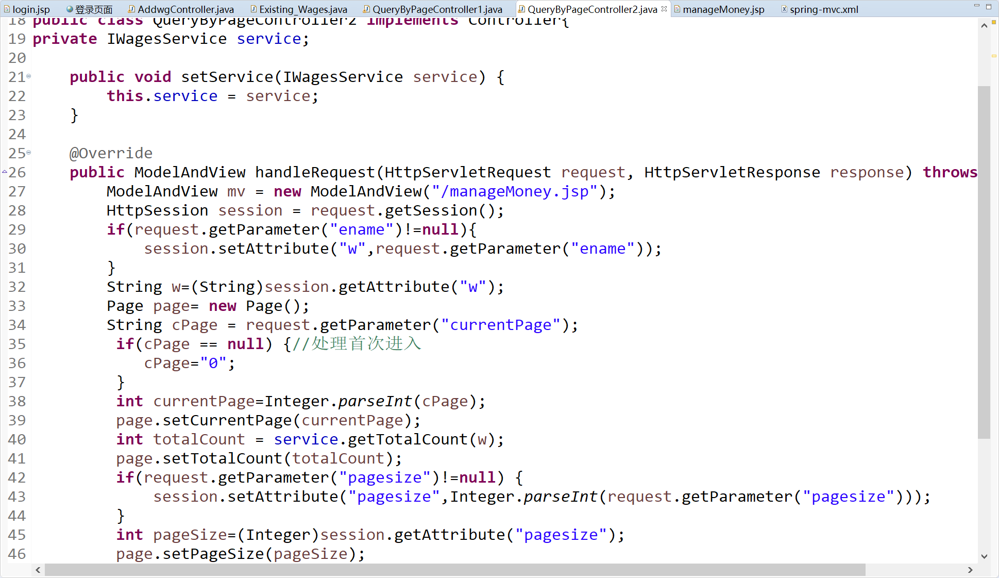 login.jsp 登录页面 AddwgController.java Existing_Wages.java QueryByPageController1.java QueryByPageController2.java manageMoney.jsp spring-mvc.xml
18 public class QueryByPageController2 implements Controller{
19 private IWagesService service;
20
21 public void setService(IWagesService service) {
22 this.service = service;
23 }
24
25 @Override
26 public ModelAndView handleRequest(HttpServletRequest request, HttpServletResponse response) throws
27 ModelAndView mv = new ModelAndView("/manageMoney.jsp");
28 HttpSession session = request.getSession();
29 if(request.getParameter("ename")!=null){
30 session.setAttribute("w",request.getParameter("ename"));
31 }
32 String w=(String)session.getAttribute("w");
33 Page page= new Page();
34 String cPage = request.getParameter("currentPage");
35 if(cPage == null) {//处理首次进入
36 cPage="0";
37 }
38 int currentPage=Integer.parseInt(cPage);
39 page.setCurrentPage(currentPage);
40 int totalCount = service.getTotalCount(w);
41 page.setTotalCount(totalCount);
42 if(request.getParameter("pagesize")!=null) {
43 session.setAttribute("pagesize",Integer.parseInt(request.getParameter("pagesize")));
44 }
45 int pageSize=(Integer)session.getAttribute("pagesize");
46 page.setPageSize(pageSize);